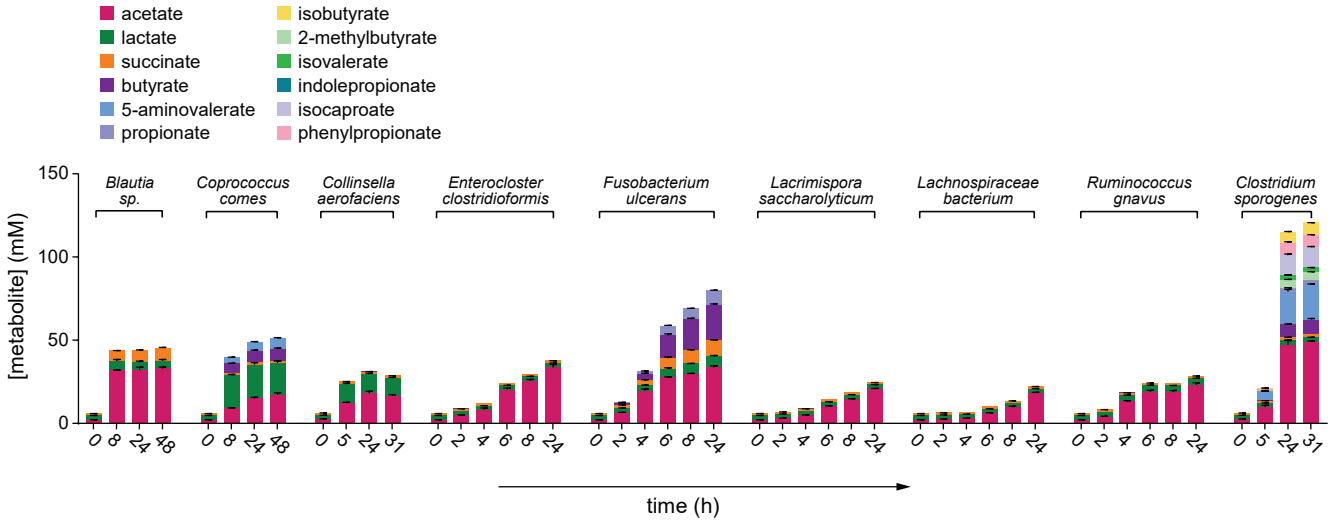 acetate
lactate
succinate
butyrate
5-aminovalerate
propionate
isobutyrate
2-methylbutyrate
isovalerate
indolepropionate
isocaproate
phenylpropionate
[metabolite] (mM)
150
100
50
0
Blautia
sp.
Coprococcus
comes
Collinsella
aerofaciens
Enterocloster
clostridioformis
Fusobacterium
ulcerans
Lacrimispora
saccharolyticum
Lachnospiraceae
bacterium
Ruminococcus
gnavus
Clostridium
sporogenes
0 8 24 48
0 8 24 48
0 5 24 31
0 2 4 6 8 24
0 2 4 6 8 24
0 2 4 6 8 24
0 2 4 6 8 24
0 2 4 6 8 24
0 5 24 31
time (h)